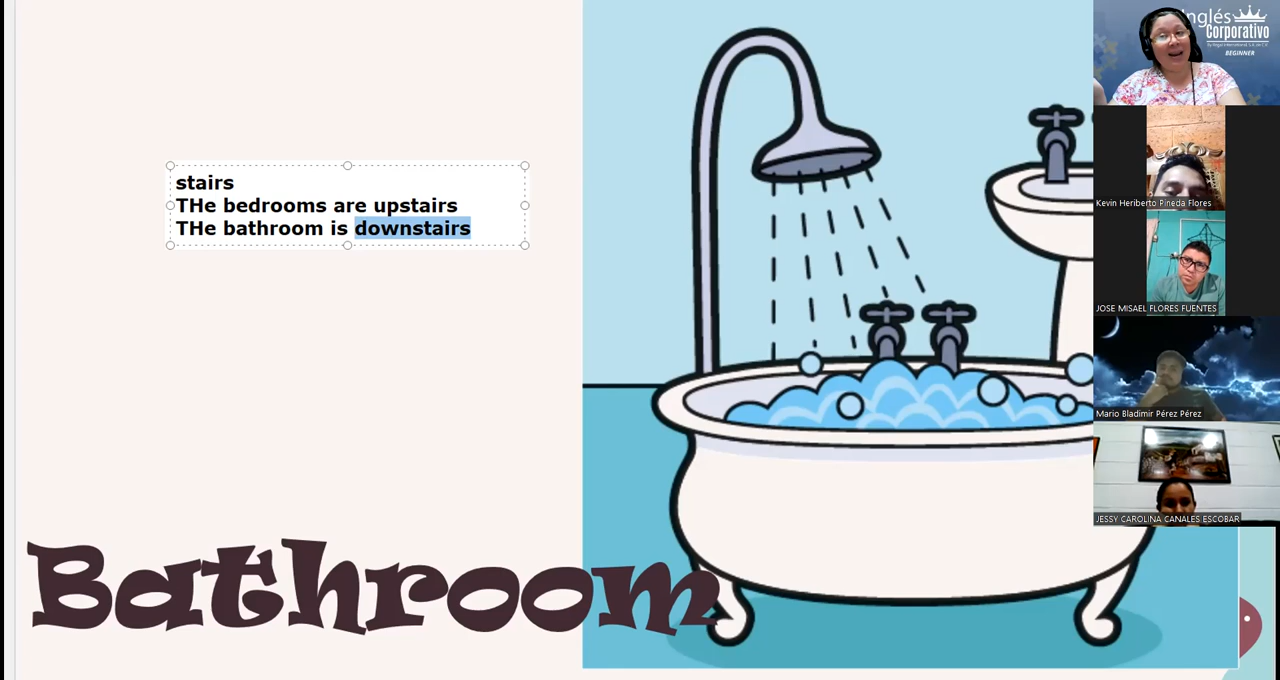 stairs
THe bedrooms are upstairs
THe bathroom is downstairs
Bathroom
Inglés
Corporativo
BEGINNER
Kevin Heriberto Pineda Flores
JOSE MISAEL FLORES FUENTES
Mario Bladimir Pérez Pérez
JESSY CAROLINA CANALES ESCOBAR